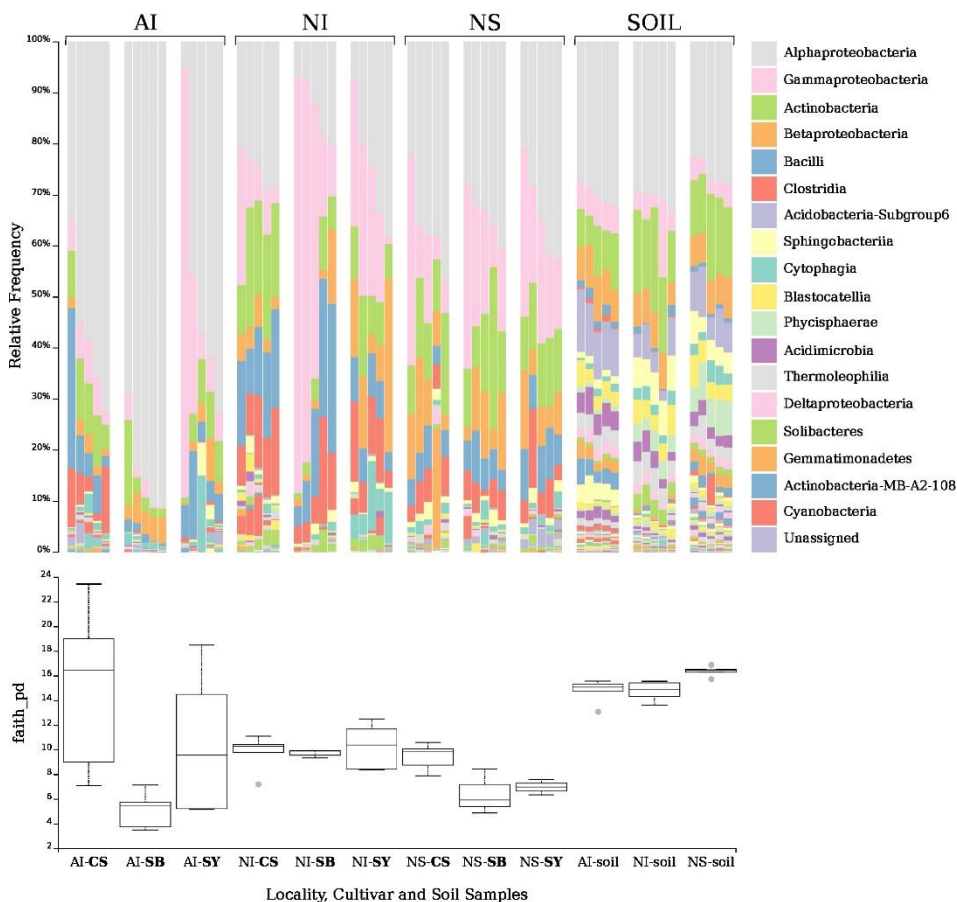 AI NI NS SOIL
100%
90%
80%
70%
60%
50%
40%
30%
20%
10%
0%
Relative Frequency
Alphaproteobacteria
Gammaproteobacteria
Actinobacteria
Betaproteobacteria
Bacilli
Clostridia
Acidobacteria-Subgroup6
Sphingobacteriia
Cytophagia
Blastocatellia
Phycisphaerae
Acidimicrobia
Thermoleophilia
Deltaproteobacteria
Solibacteres
Gemmatimonadetes
Actinobacteria-MB-A2-108
Cyanobacteria
Unassigned
24
22
20
18
16
14
12
10
8
6
4
2
faith_pd
AI-CS AI-SB AI-SY NI-CS NI-SB NI-SY NS-CS NS-SB NS-SY AI-soil NI-soil NS-soil
Locality, Cultivar and Soil Samples